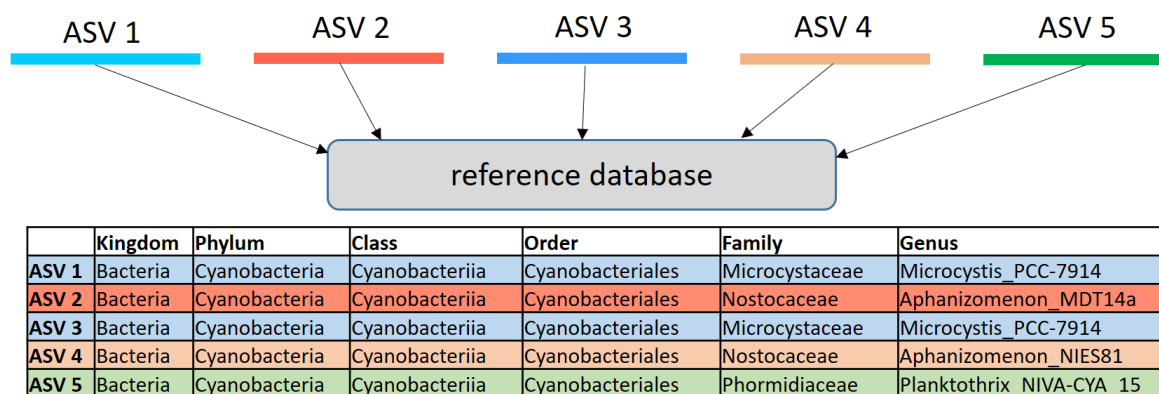 ASV 1 ASV 2 ASV 3 ASV 4 ASV 5
reference database
Kingdom Phylum Class Order Family Genus
ASV 1 Bacteria Cyanobacteria Cyanobacteriia Cyanobacteriales Microcystaceae Microcystis_PCC-7914
ASV 2 Bacteria Cyanobacteria Cyanobacteriia Cyanobacteriales Nostocaceae Aphanizomenon_MDT14a
ASV 3 Bacteria Cyanobacteria Cyanobacteriia Cyanobacteriales Microcystaceae Microcystis_PCC-7914
ASV 4 Bacteria Cyanobacteria Cyanobacteriia Cyanobacteriales Nostocaceae Aphanizomenon_NIES81
ASV 5 Bacteria Cyanobacteria Cyanobacteriia Cyanobacteriales Phormidiaceae Planktothrix_NIVA-CYA_15